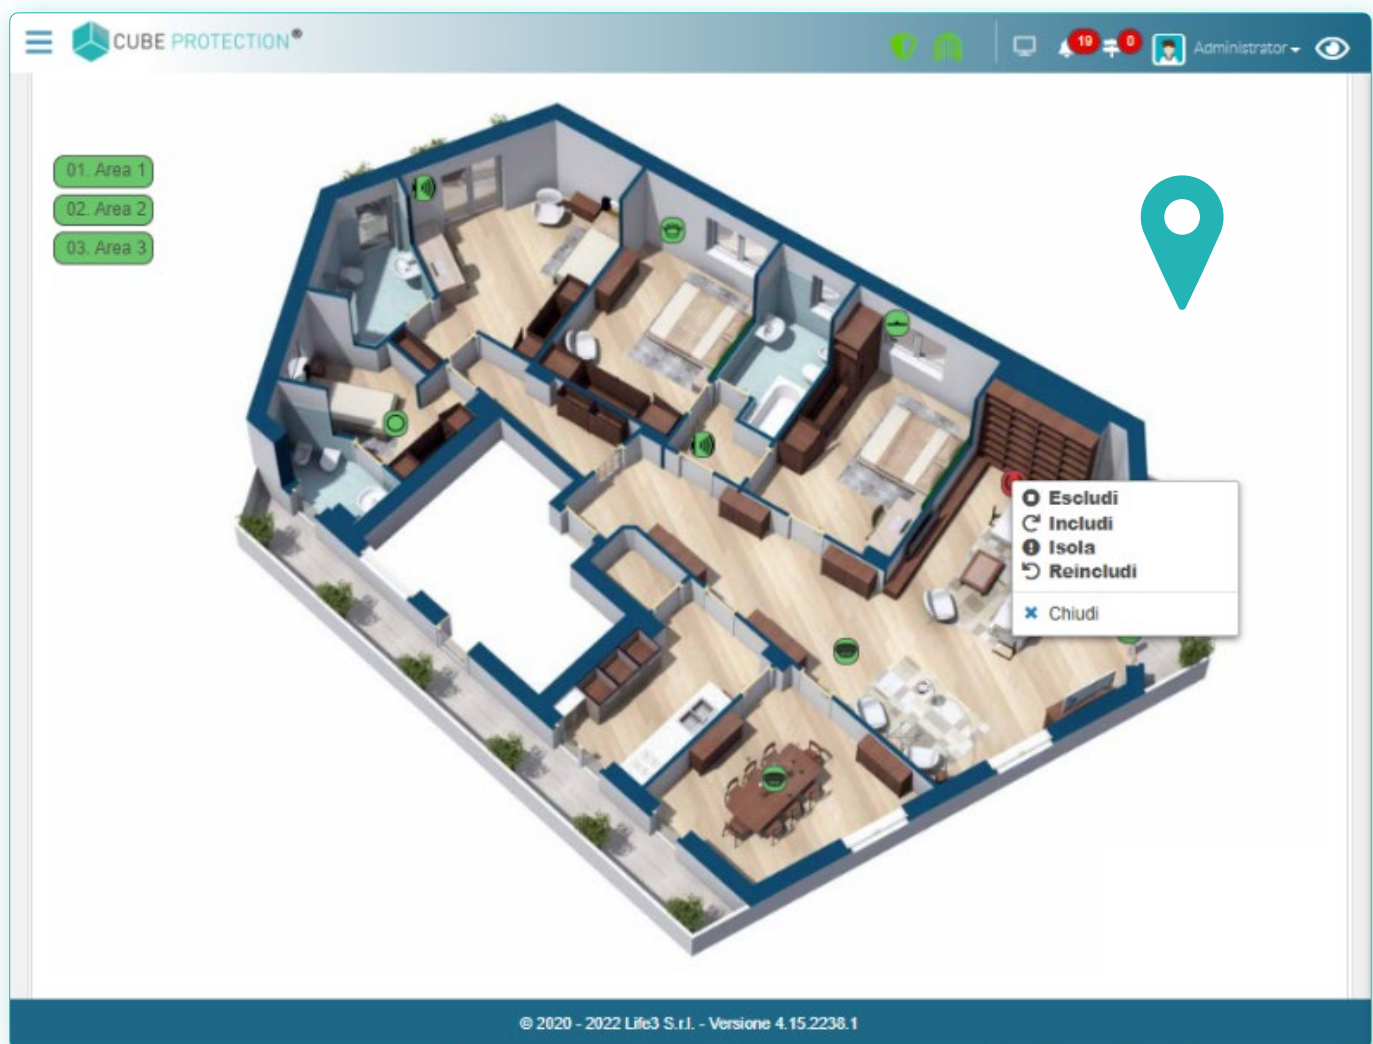 CUBE PROTECTION®
19
0
Administrator
01. Area 1
02. Area 2
03. Area 3
Escludi
Includi
Isola
Reincludi
Chiudi
© 2020 - 2022 Life3 S.r.l. - Versione 4.15.2238.1